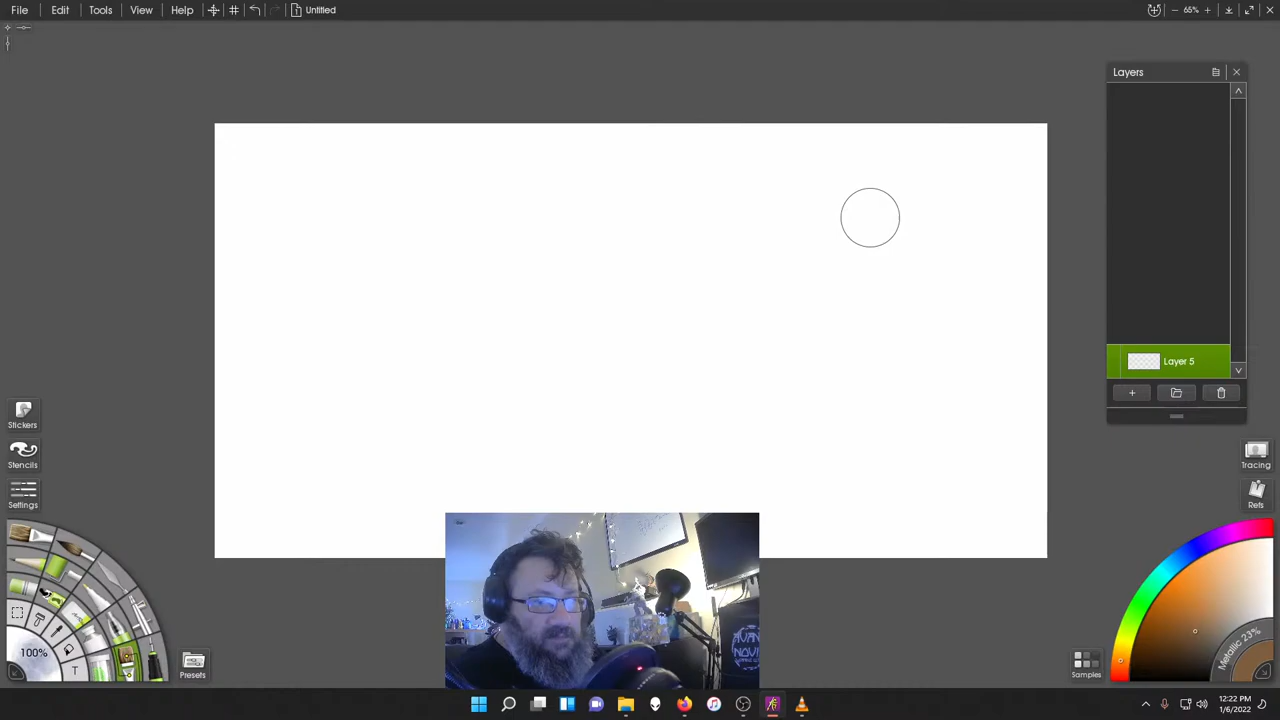 File Edit Tools View Help Untitled 65%
Layers
Layer 5
Stickers
Stencils
Settings
Tracing
Refs
100%
T
Presets
Samples
Metallic 23%
12:22 PM
1/6/2022